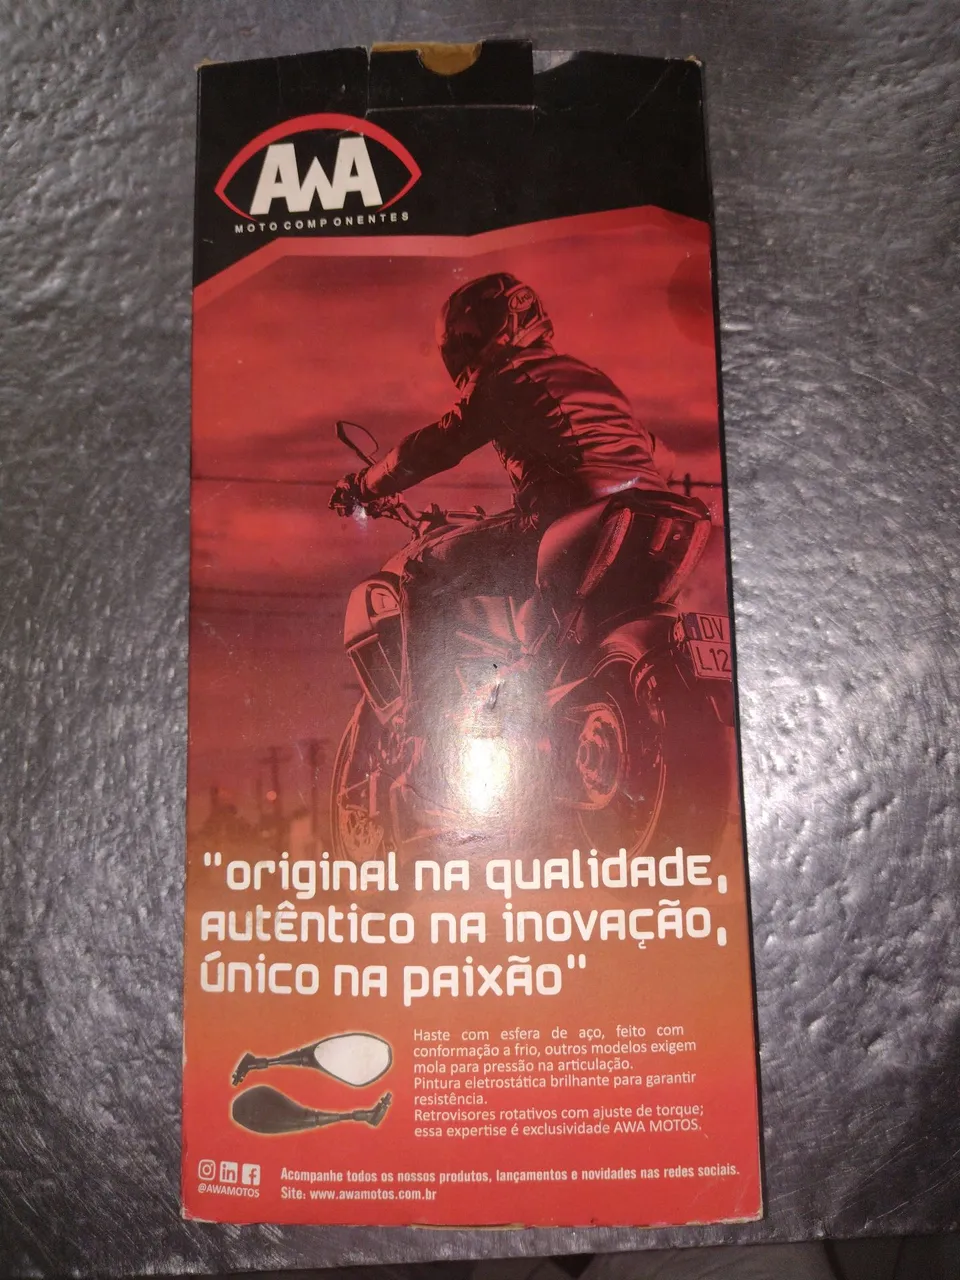 AWA
MOTO COMPONENTES
Arai
DV
L12
"original na qualidade,
autêntico na inovação,
único na paixão"
Haste com esfera de aço, feito com
conformação a frio, outros modelos exigem
mola para pressão na articulação.
Pintura eletrostática brilhante para garantir
resistência.
Retrovisores rotativos com ajuste de torque;
essa expertise é exclusividade AWA MOTOS.
@AWAMOTOS
Acompanhe todos os nossos produtos, lançamentos e novidades nas redes sociais.
Site: www.awamotos.com.br